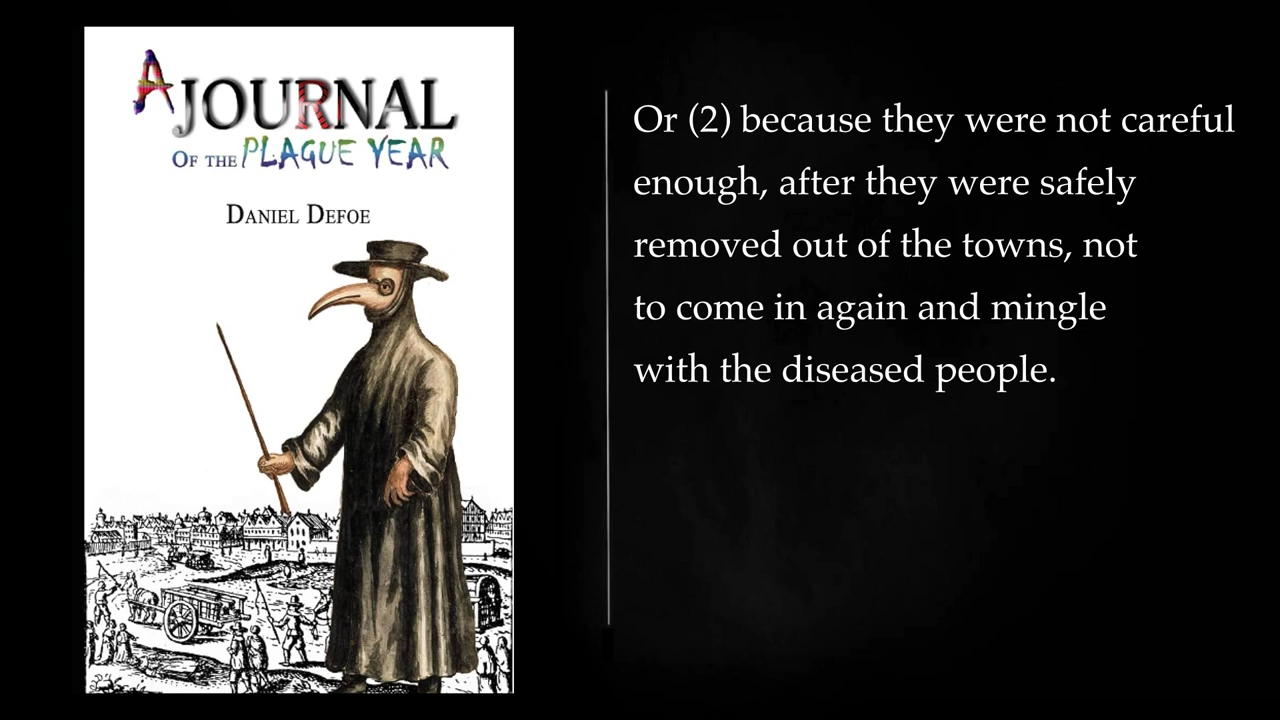 A JOURNAL
OF THE PLAGUE YEAR
DANIEL DEFOE
Or (2) because they were not careful
enough, after they were safely
removed out of the towns, not
to come in again and mingle
with the diseased people.